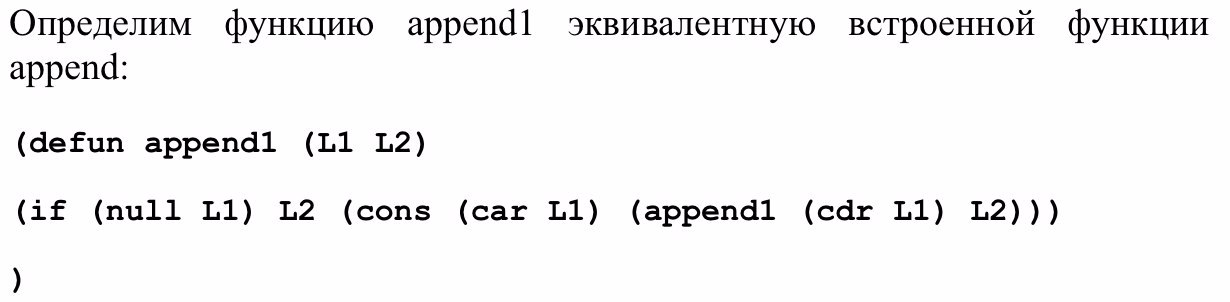 Определим функцию append1 эквивалентную встроенной функции
append:
(defun append1 (L1 L2)
(if (null L1) L2 (cons (car L1) (append1 (cdr L1) L2)))
)